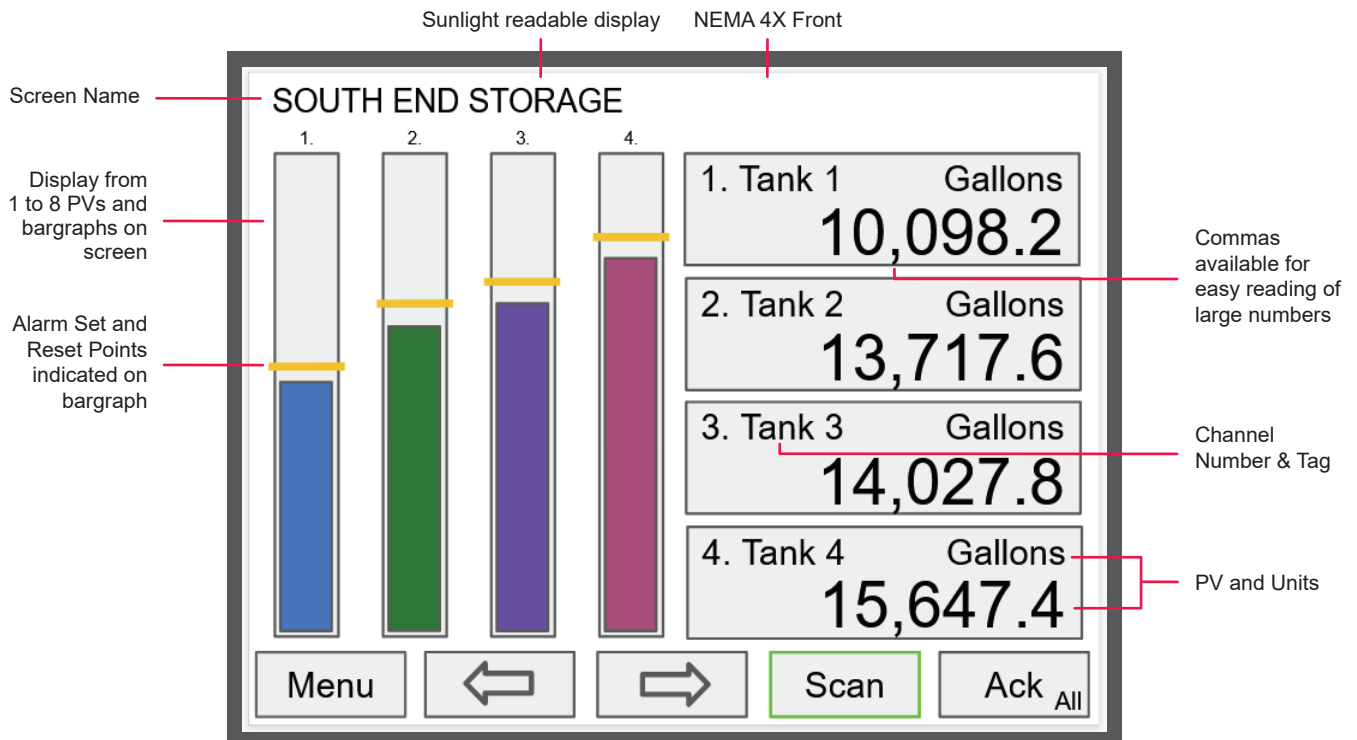 Sunlight readable display
NEMA 4X Front
Screen Name
SOUTH END STORAGE
1.
2.
3.
4.
Display from
1 to 8 PVs and
bargraphs on
screen
Alarm Set and
Reset Points
indicated on
bargraph
1. Tank 1 Gallons
10,098.2
2. Tank 2 Gallons
13,717.6
3. Tank 3 Gallons
14,027.8
4. Tank 4 Gallons
15,647.4
Commas
available for
easy reading of
large numbers
Channel
Number & Tag
PV and Units
Menu
Scan
Ack All